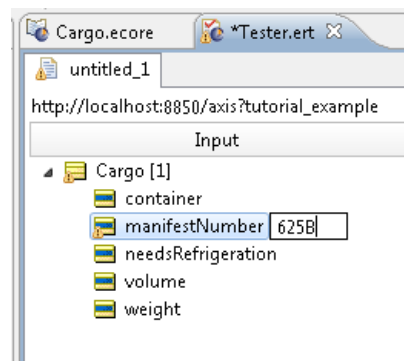 Cargo.ecore *Tester.ert
untitled_1
http://localhost:8850/axis?tutorial_example
Input
Cargo [1]
container
manifestNumber 625B
needsRefrigeration
volume
weight